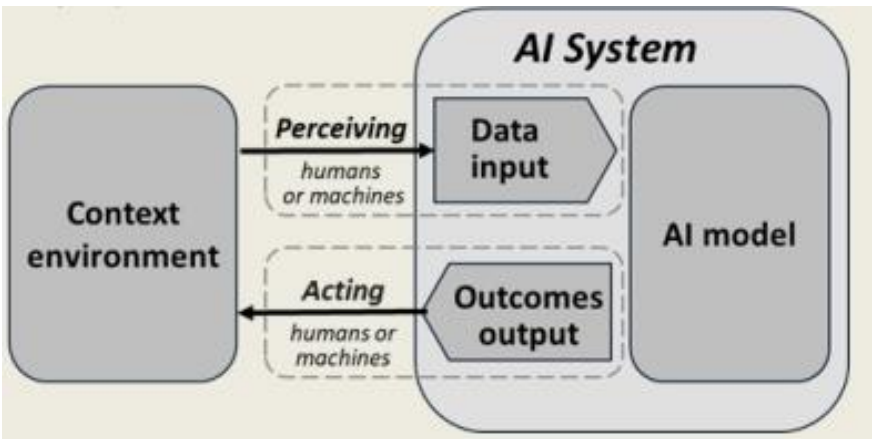 AI System
Perceiving
humans
or machines
Data
input
Context
environment
AI model
Acting
humans or
machines
Outcomes
output